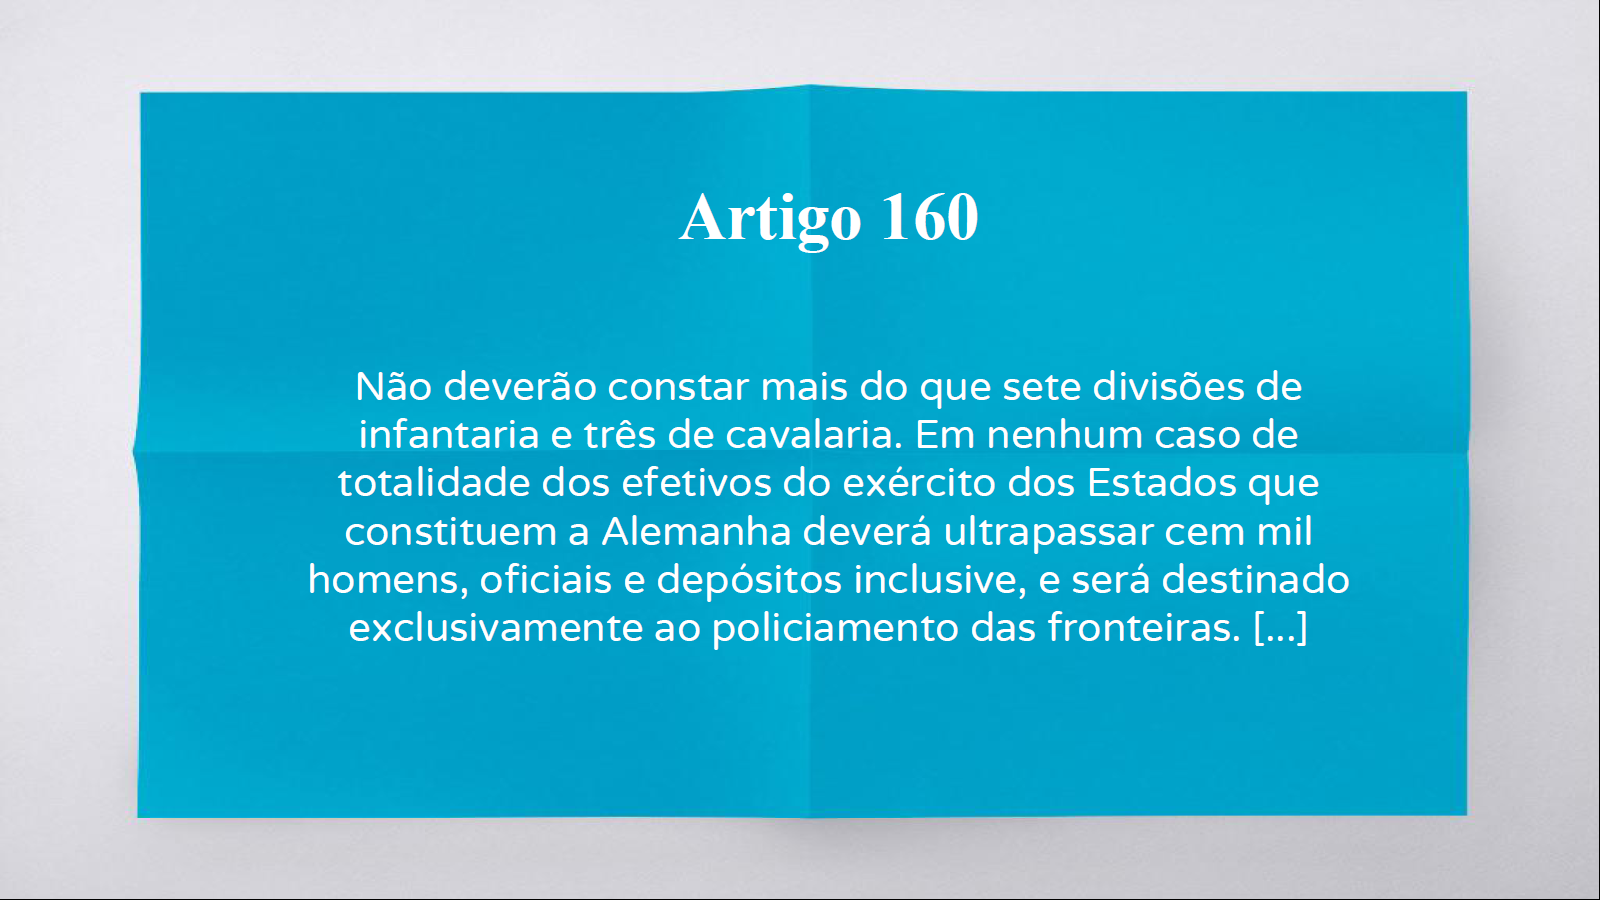 Artigo 160
Não deverão constar mais do que sete divisões de
infantaria e três de cavalaria. Em nenhum caso de
totalidade dos efetivos do exército dos Estados que
constituem a Alemanha deverá ultrapassar cem mil
homens, oficiais e depósitos inclusive, e será destinado
exclusivamente ao policiamento das fronteiras. [...]